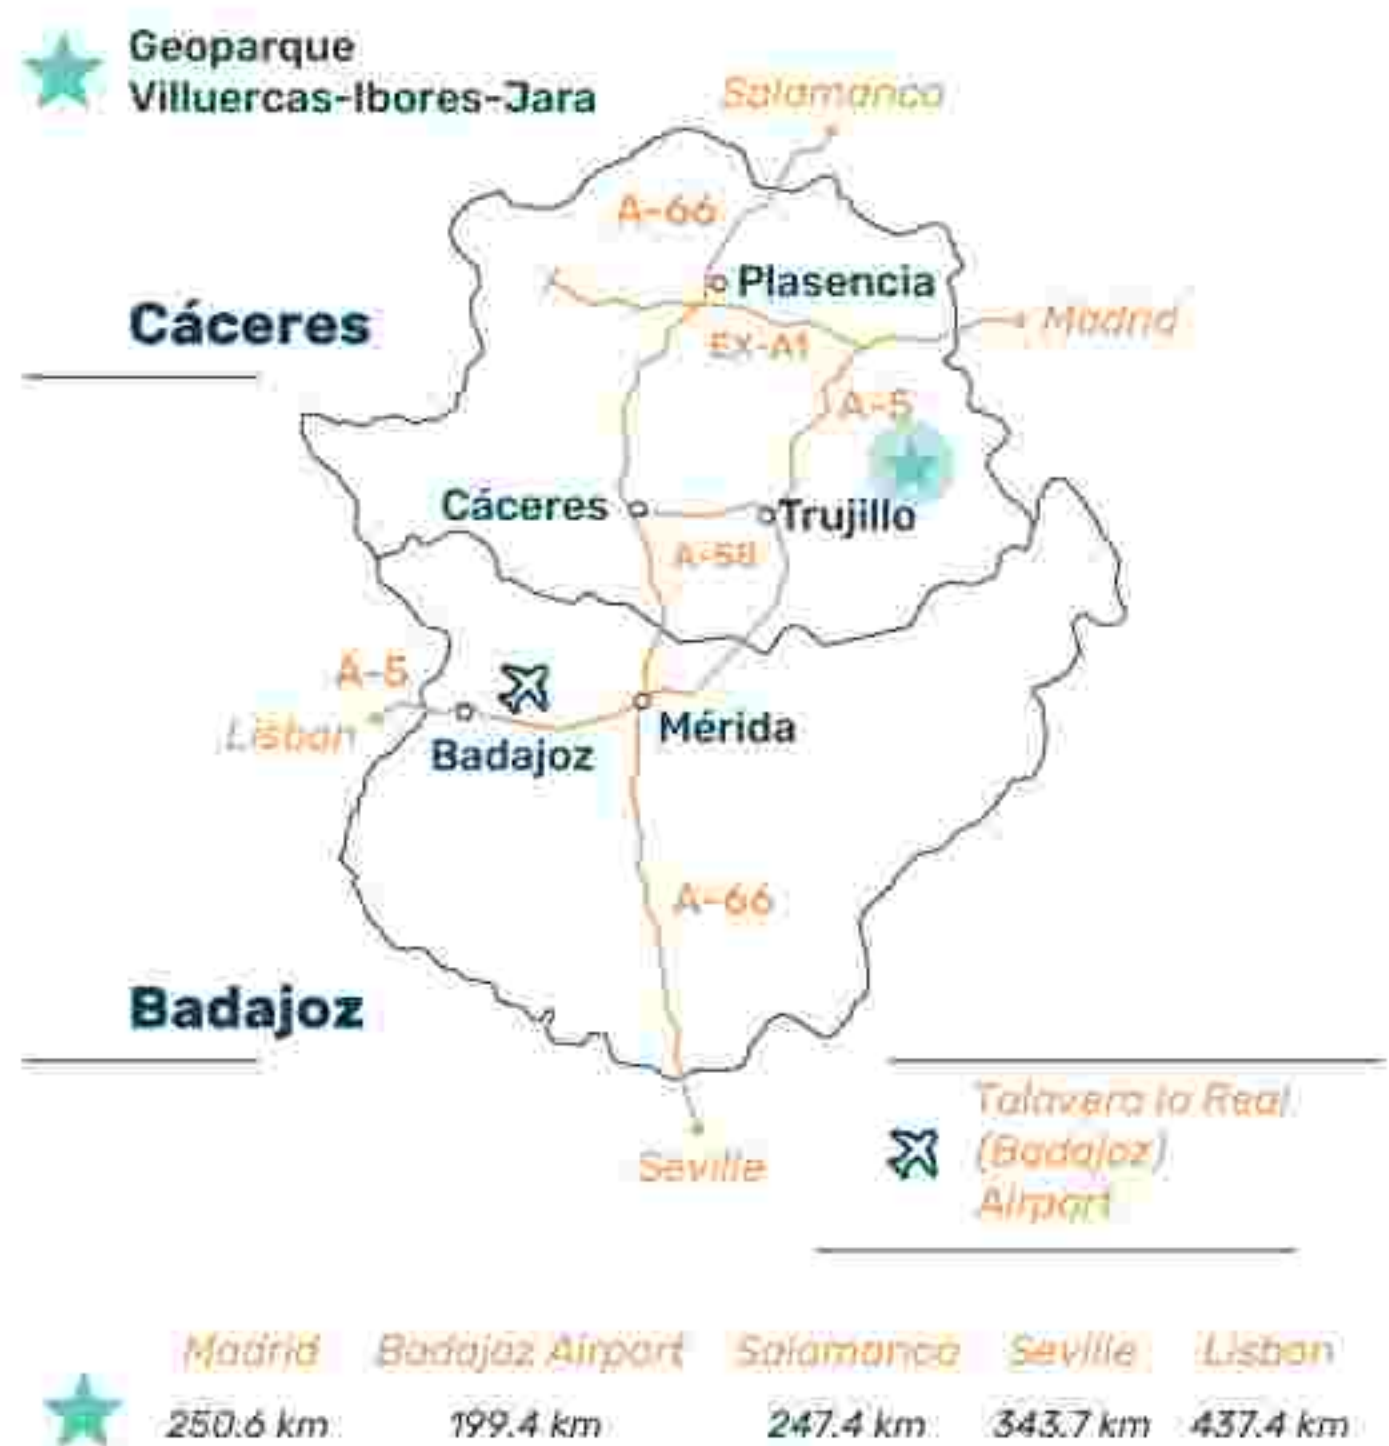 Geoparque
Villuercas-Ibores-Jara
Salamanca
A-66
Plasencia
Cáceres
Madrid
EX-A1
A-5
Cáceres
Trujillo
A-58
A-5
Lisbon
Badajoz
Mérida
A-66
Badajoz
Seville
Talavera la Real
(Badajoz)
Airport
Madrid Badajoz Airport Salamanca Seville Lisbon
250.6 km 199.4 km 247.4 km 343.7 km 437.4 km